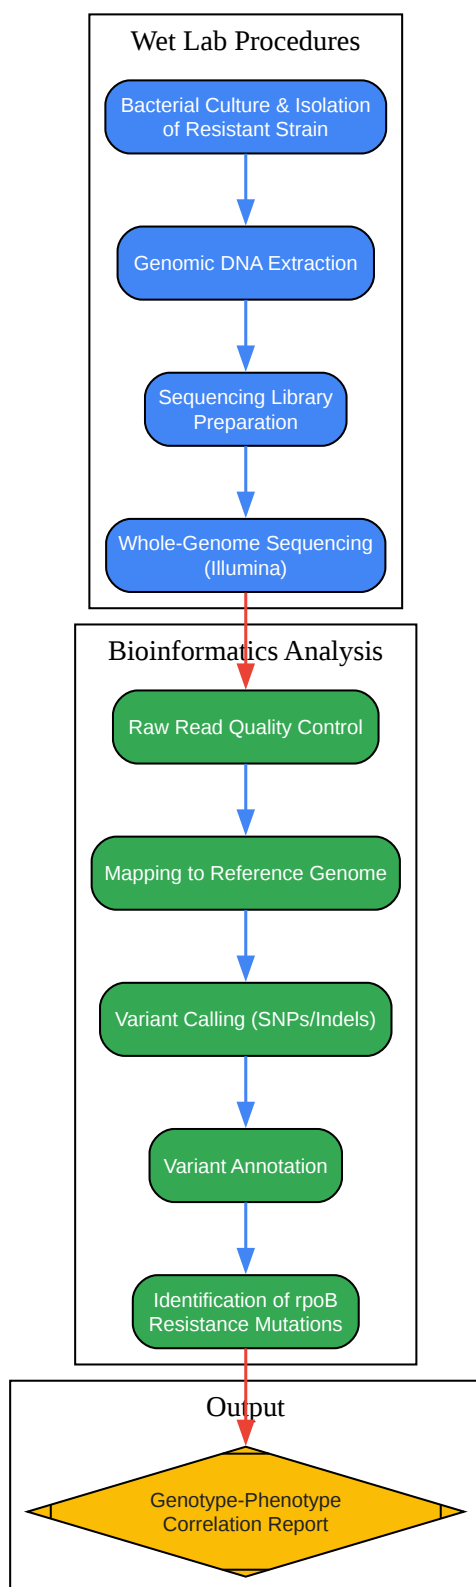 Wet Lab Procedures
Bacterial Culture & Isolation
of Resistant Strain
Genomic DNA Extraction
Sequencing Library
Preparation
Whole-Genome Sequencing
(Illumina)
Bioinformatics Analysis
Raw Read Quality Control
Mapping to Reference Genome
Variant Calling (SNPs/Indels)
Variant Annotation
Identification of rpoB
Resistance Mutations
Output
Genotype-Phenotype
Correlation Report